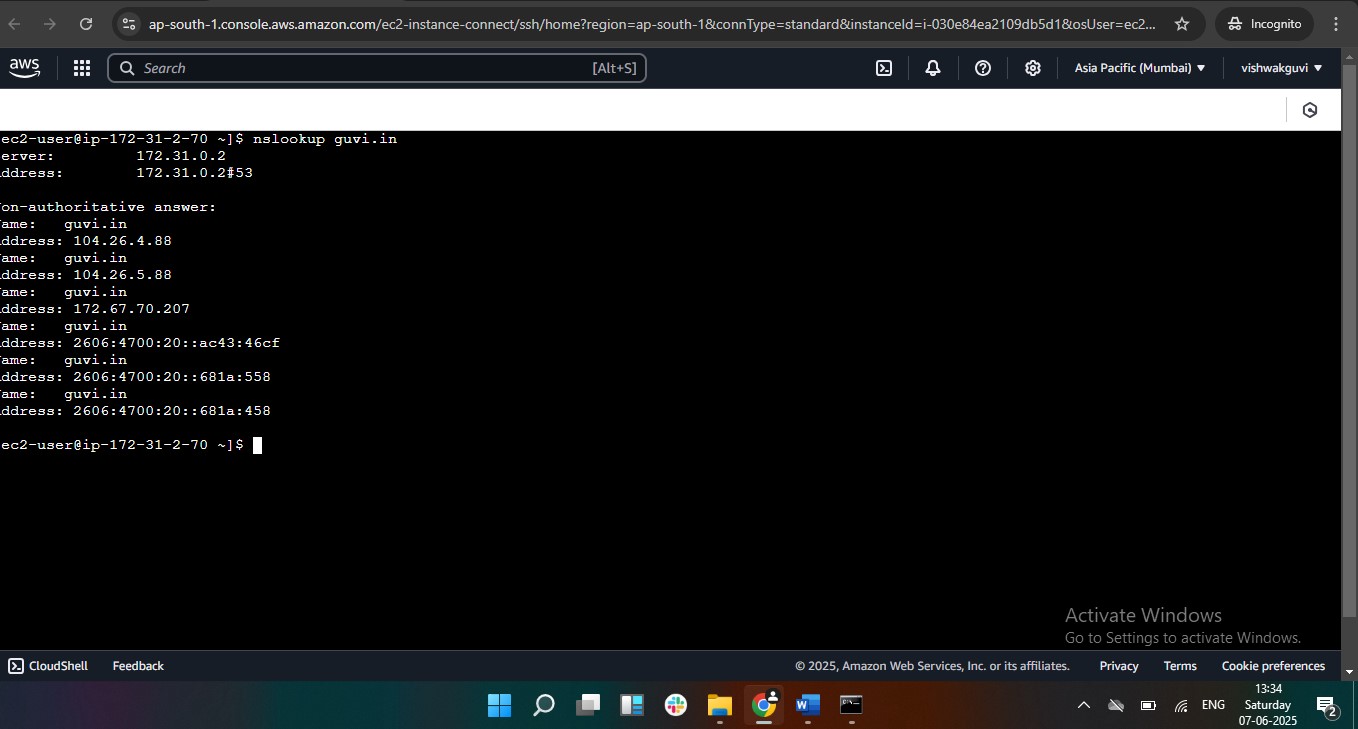 ap-south-1.console.aws.amazon.com/ec2-instance-connect/ssh/home?region=ap-south-1&connType=standard&instanceId=i-030e84ea2109db5d1&osUser=ec2...
Incognito
aws
Search
[Alt+S]
Asia Pacific (Mumbai)
vishwakguvi
ec2-user@ip-172-31-2-70 ~]$ nslookup guvi.in
erver: 172.31.0.2
ddress: 172.31.0.2#53
on-authoritative answer:
ame: guvi.in
ddress: 104.26.4.88
ame: guvi.in
ddress: 104.26.5.88
ame: guvi.in
ddress: 172.67.70.207
ame: guvi.in
ddress: 2606:4700:20::ac43:46cf
ame: guvi.in
ddress: 2606:4700:20::681a:558
ame: guvi.in
ddress: 2606:4700:20::681a:458
ec2-user@ip-172-31-2-70 ~]$
Activate Windows
Go to Settings to activate Windows.
CloudShell
Feedback
© 2025, Amazon Web Services, Inc. or its affiliates.
Privacy
Terms
Cookie preferences
ENG
13:34
Saturday
07-06-2025
2